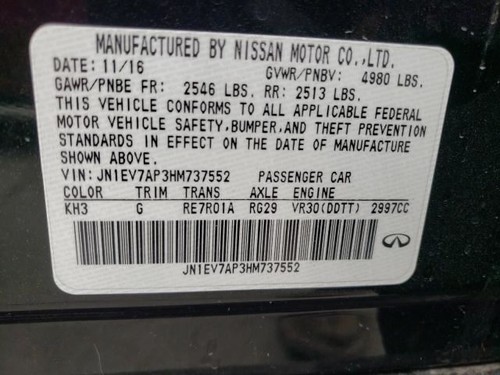 MANUFACTURED BY NISSAN MOTOR CO.,LTD.
DATE: 11/16 GVWR/PNBV: 4980 LBS.
GAWR/PNBE FR: 2546 LBS. RR: 2513 LBS.
THIS VEHICLE CONFORMS TO ALL APPLICABLE FEDERAL
MOTOR VEHICLE SAFETY, BUMPER, AND THEFT PREVENTION
STANDARDS IN EFFECT ON THE DATE OF MANUFACTURE
SHOWN ABOVE.
VIN: JN1EV7AP3HM737552 PASSENGER CAR
COLOR TRIM TRANS AXLE ENGINE
KH3 G RE7R01A RG29 VR30(DDTT) 2997CC
JN1EV7AP3HM737552